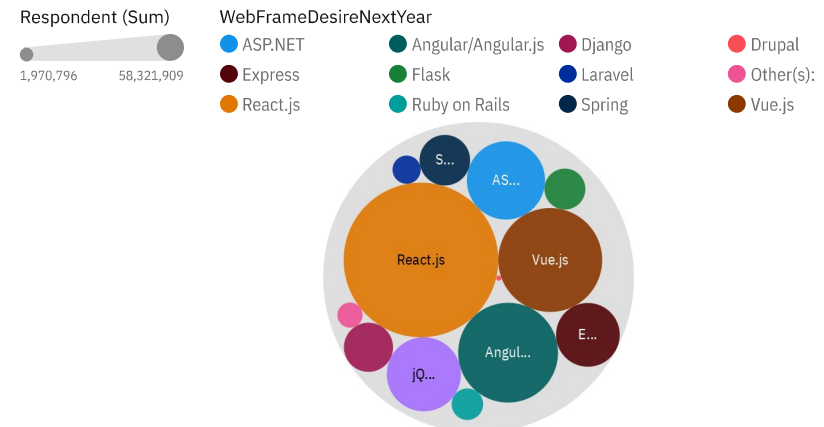 Respondent (Sum)
1,970,796 58,321,909
WebFrameDesireNextYear
ASP.NET Angular/Angular.js Django Drupal
Express Flask Laravel Other(s):
React.js Ruby on Rails Spring Vue.js
S...
AS...
React.js Vue.js
E...
Angul...
jQ...